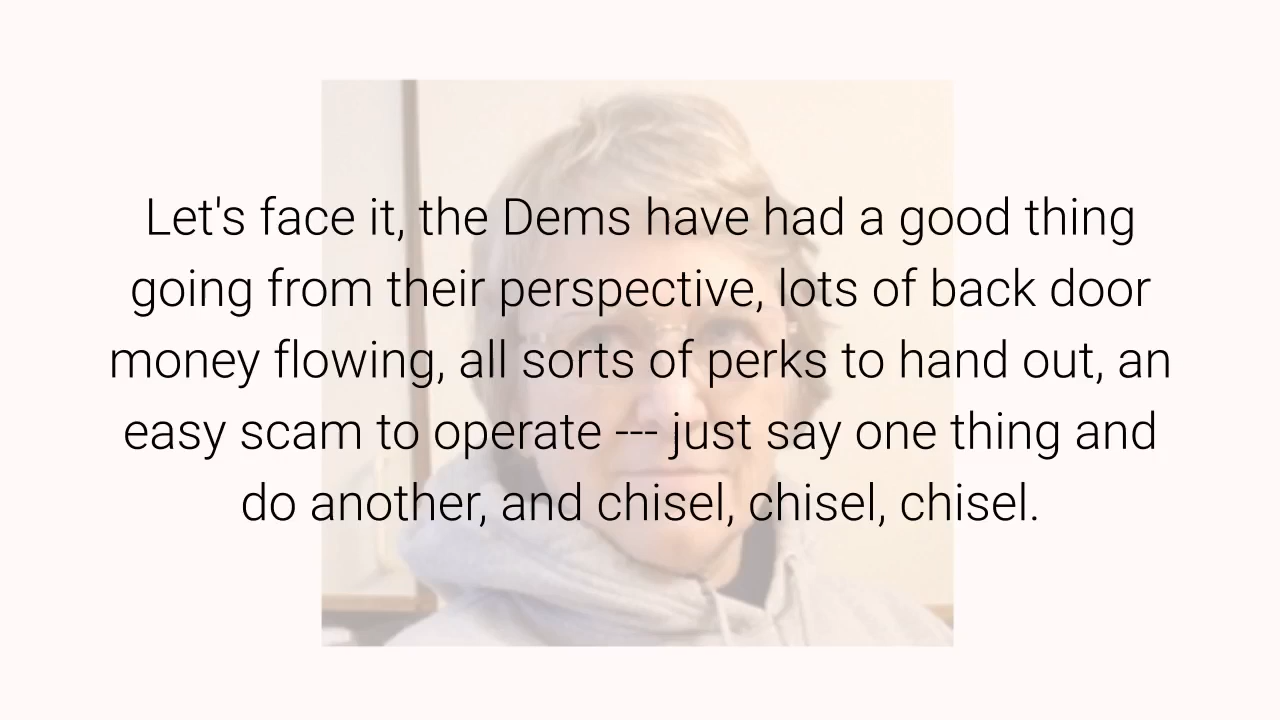 Let's face it, the Dems have had a good thing
going from their perspective, lots of back door
money flowing, all sorts of perks to hand out, an
easy scam to operate --- just say one thing and
do another, and chisel, chisel, chisel.